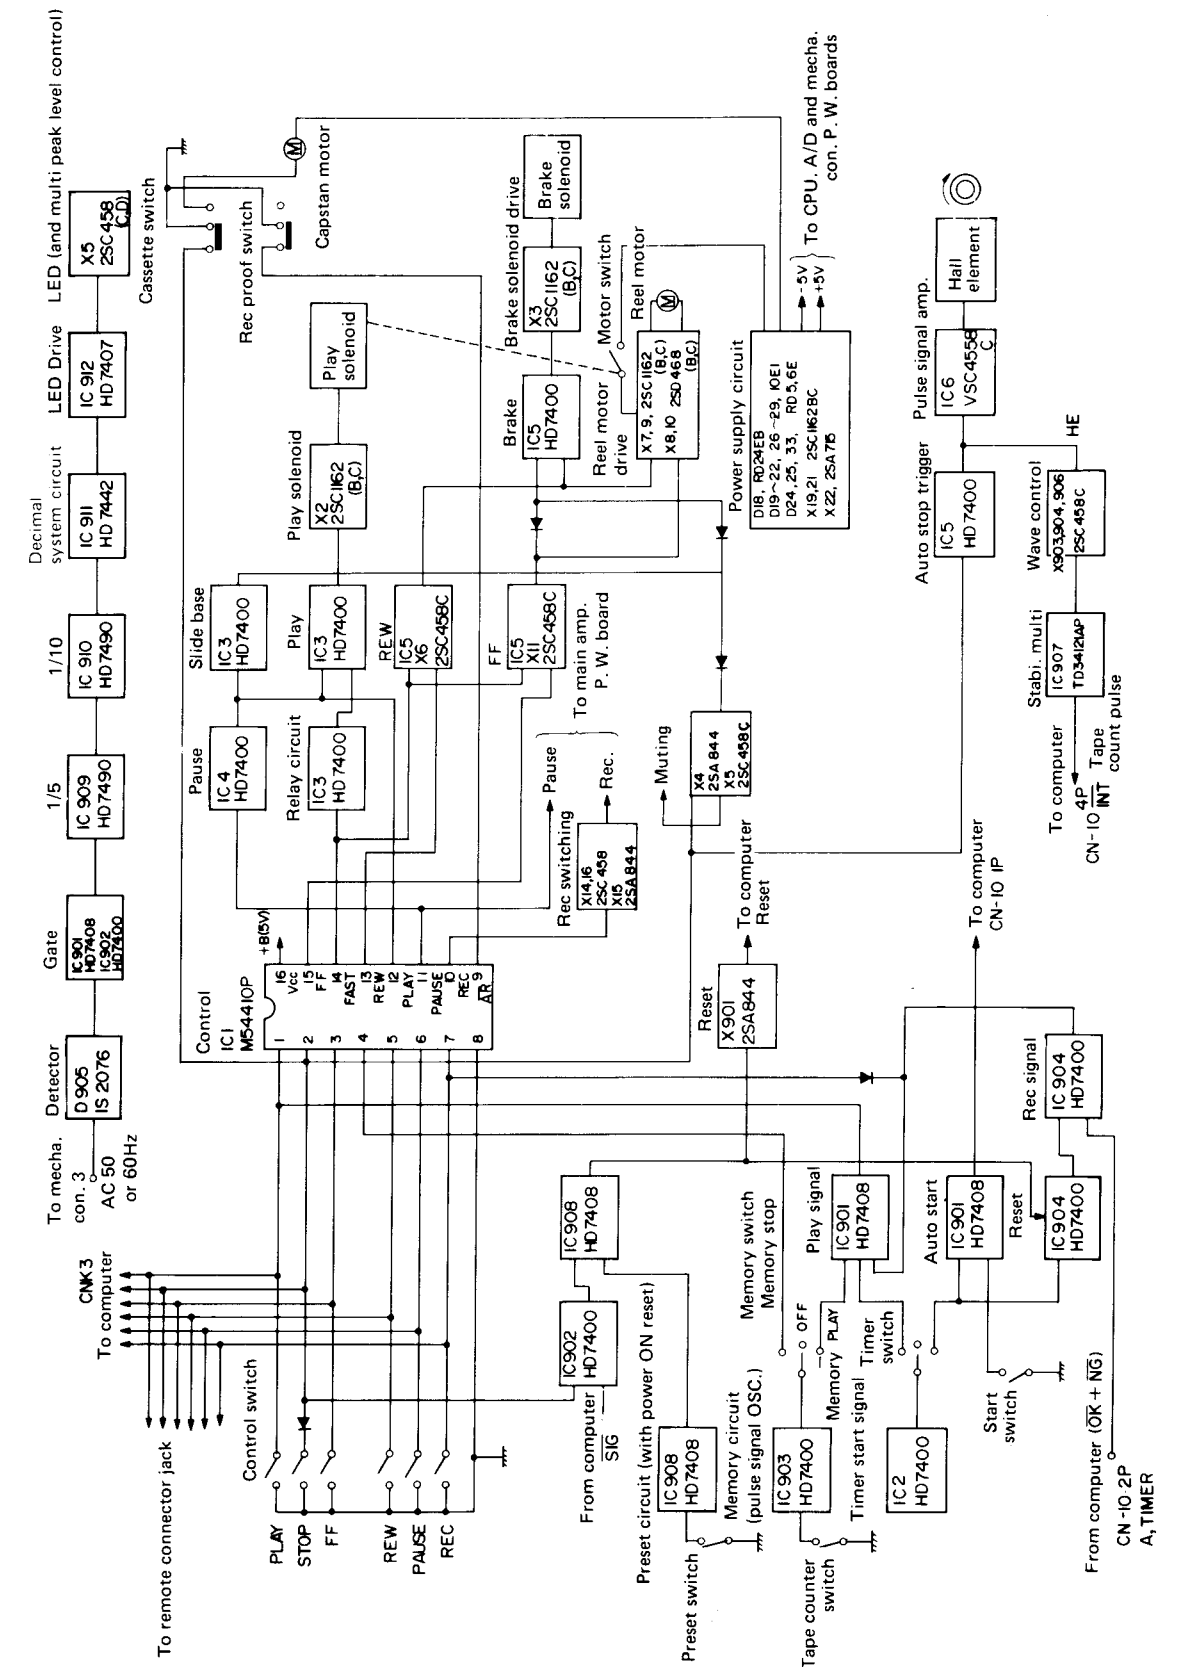 LED (and multi peak level control)
X5
2SC458
(C,D)
LED Drive
IC 912
HD7407
Decimal
system circuit
IC 911
HD 7442
1/10
IC 910
HD7490
1/5
IC 909
HD7490
Gate
IC901
HD7408
IC902
HD7400
Detector
D905
IS 2076
To mecha.
con. 3
AC 50
or 60Hz
Cassette switch
Rec proof switch
M
Capstan motor
CNK3
To computer
To remote connector jack
Control switch
PLAY
STOP
FF
REW
PAUSE
REC
Control
IC1
M54410P
1
2
3
4
5
6
7
8
16
Vcc
15
FF
14
FAST
13
REW
12
PLAY
11
PAUSE
10
REC
9
AR
+B(5V)
Pause
IC 4
HD7400
Slide base
IC3
HD7400
Relay circuit
IC3
HD7400
Play
IC3
HD7400
Play solenoid
X2
2SC1162
(B,C)
Play
solenoid
REW
IC5
X6
2SC458C
FF
IC5
X11
2SC458C
Brake
IC5
HD7400
Brake solenoid drive
X3
2SC1162
(B,C)
Brake
solenoid
Reel motor
drive
Motor switch
Reel motor
M
X7,9, 2SC1162
(B,C)
X8,10 2SD468
(B,C)
Pause
To main amp.
P. W. board
Rec.
Rec switching
X14,16
2SC458
X15
2SA844
Muting
X4
2SA844
X5
2SC458C
Power supply circuit
D18, RD24EB
D19~22, 26~29, 10E1
D24,25, 33, RD5,6E
X19,21 2SC1162BC
X22, 2SA715
-5V
+5V
To CPU, A/D and mecha.
con. P. W. boards
Reset
X901
2SA844
To computer
Reset
Auto stop trigger
IC5
HD7400
Pulse signal amp.
IC6
VSC4558
C
Hall
element
HE
Wave control
X903,904,906
2SC458C
Stabi. multi
IC907
TD34121AP
To computer
CN-10 4P
INT
Tape
count pulse
To computer
CN-10 1P
From computer
SIG
IC902
HD7400
IC908
HD7408
Preset circuit (with power ON reset)
IC908
HD7408
Preset switch
Memory circuit
(pulse signal OSC.)
IC903
HD7400
Tape counter
switch
Memory switch
Memory stop
OFF
Memory PLAY
Play signal
IC901
HD7408
Timer start signal
IC2
HD7400
Timer
switch
Auto start
IC901
HD7408
Start
switch
Reset
IC904
HD7400
Rec signal
IC904
HD7400
From computer (OK + NG)
CN-10-2P
A, TIMER